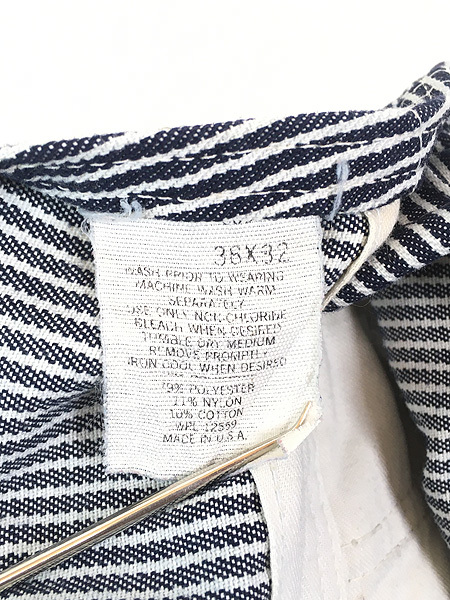 36X32
WASH PRIOR TO WEARING
MACHINE WASH WARM
SEPARATELY
USE ONLY NON-CHLORINE
BLEACH WHEN DESIRED
TUMBLE DRY MEDIUM
REMOVE PROMPTLY
IRON COOL WHEN DESIRED
79% POLYESTER
11% NYLON
10% COTTON
WPL 12559
MADE IN U.S.A.